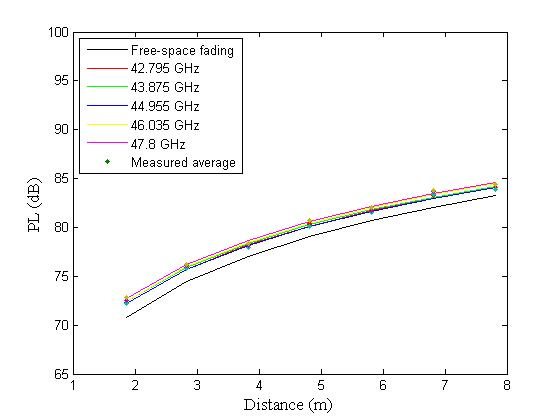 100
95
90
85
80
75
70
65
PL (dB)
Free-space fading
42.795 GHz
43.875 GHz
44.955 GHz
46.035 GHz
47.8 GHz
Measured average
1 2 3 4 5 6 7 8
Distance (m)